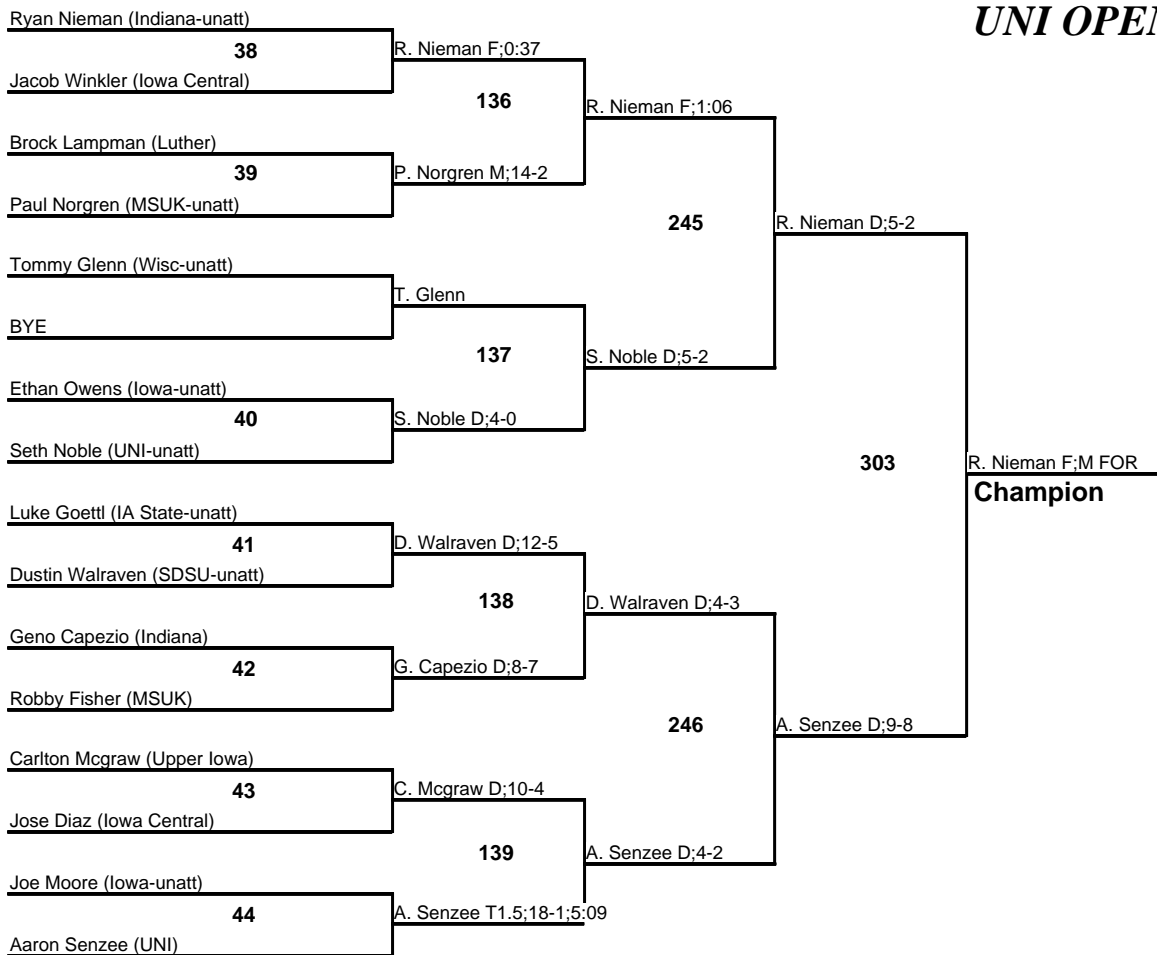 UNI OPEN
Ryan Nieman (Indiana-unatt)
38
R. Nieman F;0:37
Jacob Winkler (Iowa Central)
136
R. Nieman F;1:06
Brock Lampman (Luther)
39
P. Norgren M;14-2
Paul Norgren (MSUK-unatt)
245
R. Nieman D;5-2
Tommy Glenn (Wisc-unatt)
T. Glenn
BYE
137
S. Noble D;5-2
Ethan Owens (Iowa-unatt)
40
S. Noble D;4-0
Seth Noble (UNI-unatt)
303
R. Nieman F;M FOR
Champion
Luke Goettl (IA State-unatt)
41
D. Walraven D;12-5
Dustin Walraven (SDSU-unatt)
138
D. Walraven D;4-3
Geno Capezio (Indiana)
42
G. Capezio D;8-7
Robby Fisher (MSUK)
246
A. Senzee D;9-8
Carlton Mcgraw (Upper Iowa)
43
C. Mcgraw D;10-4
Jose Diaz (Iowa Central)
139
A. Senzee D;4-2
Joe Moore (Iowa-unatt)
44
A. Senzee T1.5;18-1;5:09
Aaron Senzee (UNI)